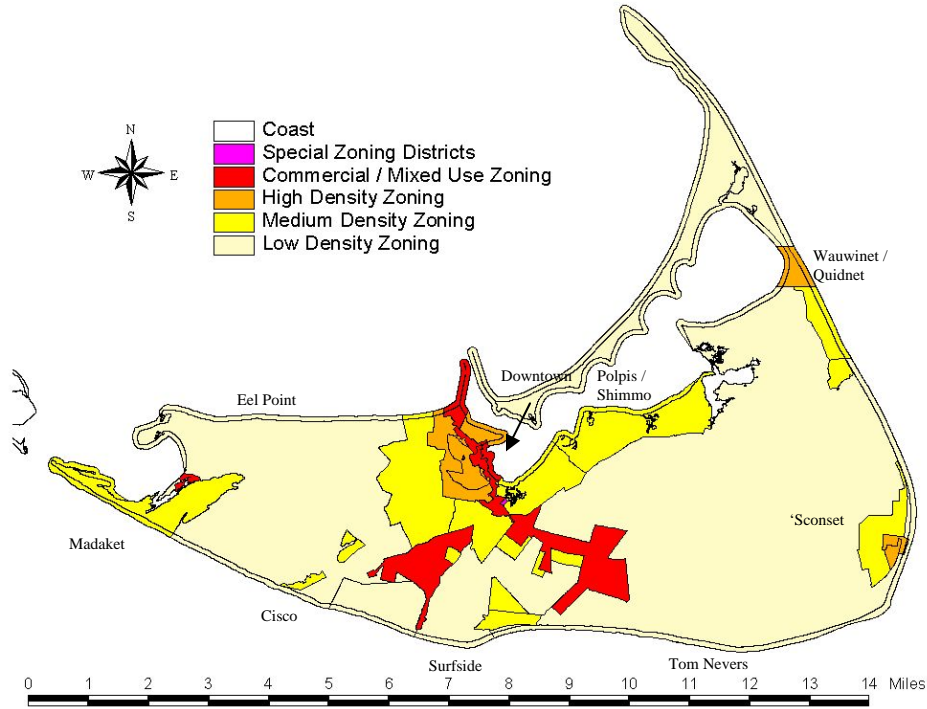 N
W E
S
Coast
Special Zoning Districts
Commercial / Mixed Use Zoning
High Density Zoning
Medium Density Zoning
Low Density Zoning
Wauwinet /
Quidnet
Downtown
Polpis /
Shimmo
Eel Point
'Sconset
Madaket
Cisco
Surfside
Tom Nevers
0 1 2 3 4 5 6 7 8 9 10 11 12 13 14 Miles